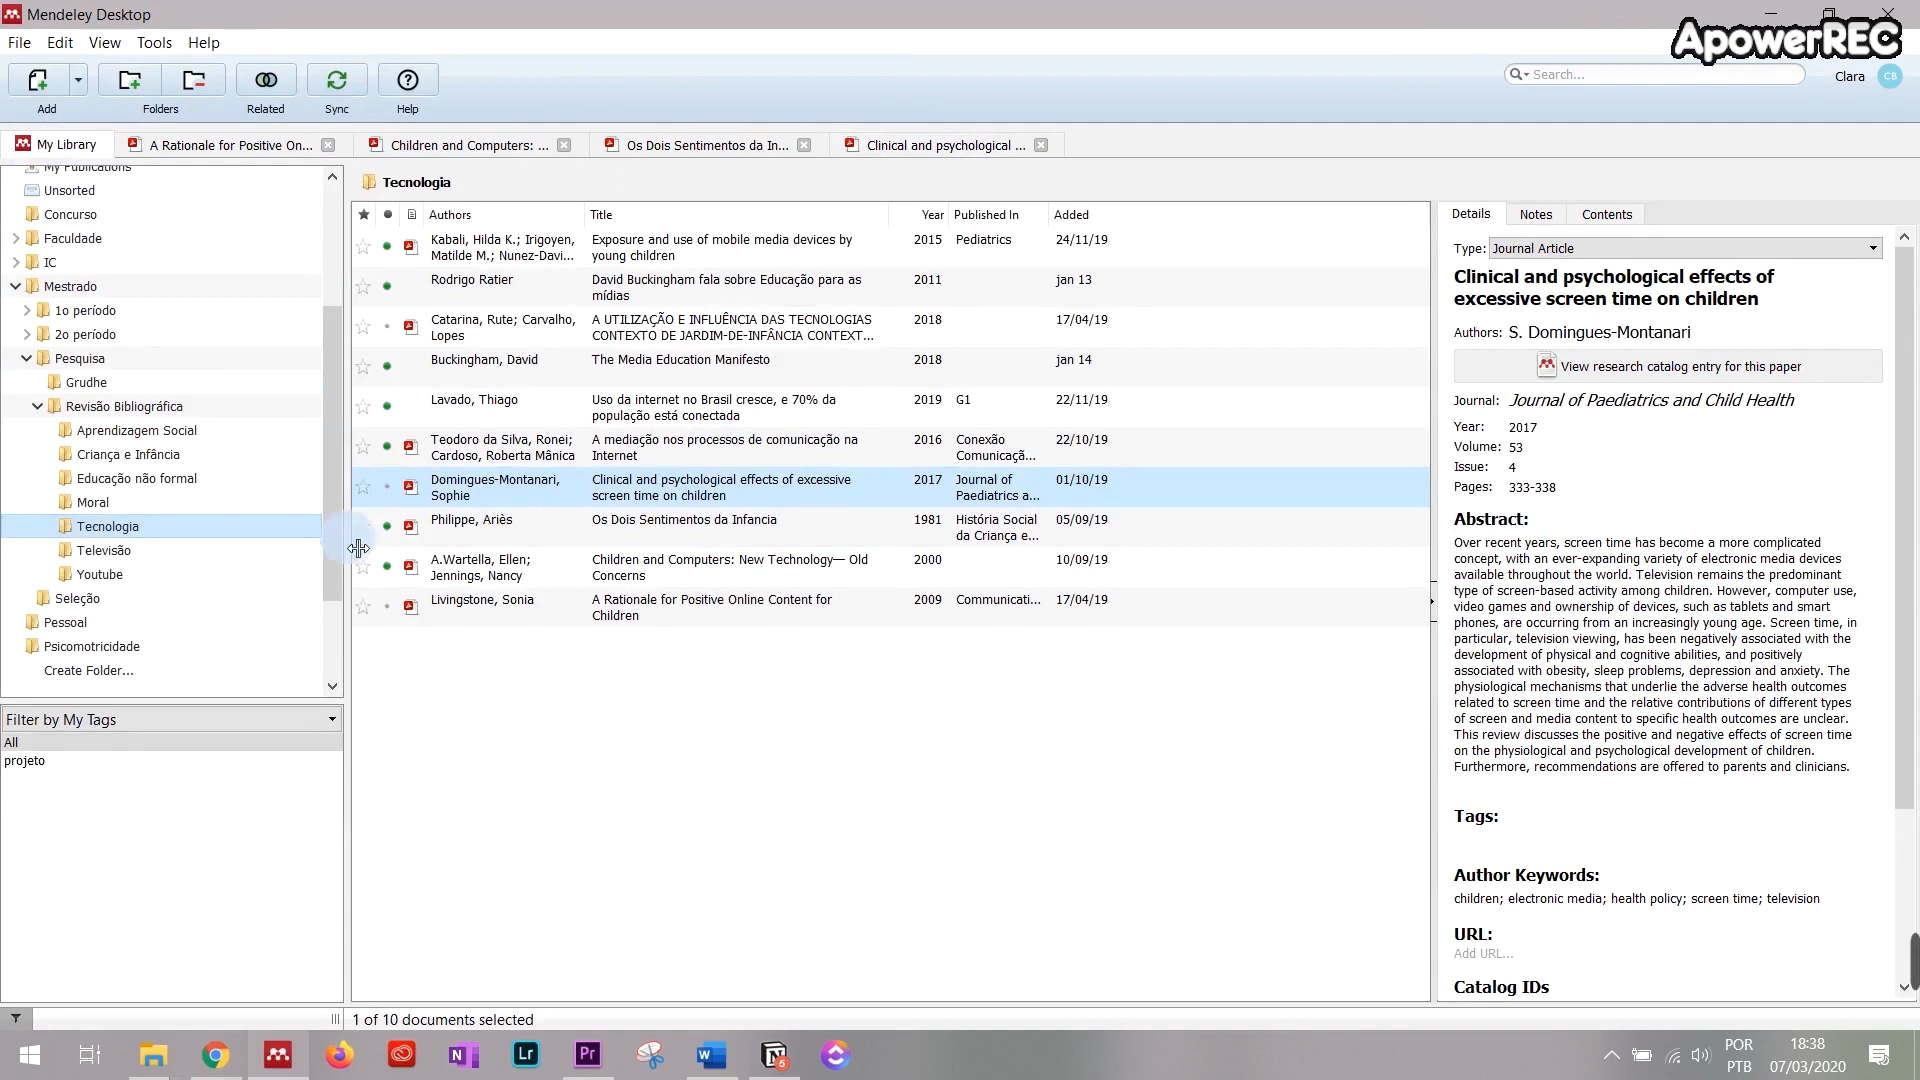 Mendeley Desktop
ApowerREC
File Edit View Tools Help
Add Folders Related Sync Help
Search...
Clara CB
My Library
A Rationale for Positive On...
Children and Computers: ...
Os Dois Sentimentos da In...
Clinical and psychological ...
My Publications
Unsorted
Concurso
Faculdade
IC
Mestrado
1o período
2o período
Pesquisa
Grudhe
Revisão Bibliográfica
Aprendizagem Social
Criança e Infância
Educação não formal
Moral
Tecnologia
Televisão
Youtube
Seleção
Pessoal
Psicomotricidade
Create Folder...
Filter by My Tags
All
projeto
Tecnologia
Authors Title Year Published In Added
Kabali, Hilda K.; Irigoyen, Exposure and use of mobile media devices by 2015 Pediatrics 24/11/19
Matilde M.; Nunez-Davi... young children
Rodrigo Ratier David Buckingham fala sobre Educação para as 2011 jan 13
mídias
Catarina, Rute; Carvalho, A UTILIZAÇÃO E INFLUÊNCIA DAS TECNOLOGIAS 2018 17/04/19
Lopes CONTEXTO DE JARDIM-DE-INFÂNCIA CONTEXT...
Buckingham, David The Media Education Manifesto 2018 jan 14
Lavado, Thiago Uso da internet no Brasil cresce, e 70% da 2019 G1 22/11/19
população está conectada
Teodoro da Silva, Ronei; A mediação nos processos de comunicação na 2016 Conexão 22/10/19
Cardoso, Roberta Mânica Internet Comunicaçã...
Domingues-Montanari, Clinical and psychological effects of excessive 2017 Journal of 01/10/19
Sophie screen time on children Paediatrics a...
Philippe, Ariès Os Dois Sentimentos da Infancia 1981 História Social 05/09/19
da Criança e...
A.Wartella, Ellen; Children and Computers: New Technology— Old 2000 10/09/19
Jennings, Nancy Concerns
Livingstone, Sonia A Rationale for Positive Online Content for 2009 Communicati... 17/04/19
Children
Details Notes Contents
Type: Journal Article
Clinical and psychological effects of
excessive screen time on children
Authors: S. Domingues-Montanari
View research catalog entry for this paper
Journal: Journal of Paediatrics and Child Health
Year: 2017
Volume: 53
Issue: 4
Pages: 333-338
Abstract:
Over recent years, screen time has become a more complicated
concept, with an ever-expanding variety of electronic media devices
available throughout the world. Television remains the predominant
type of screen-based activity among children. However, computer use,
video games and ownership of devices, such as tablets and smart
phones, are occurring from an increasingly young age. Screen time, in
particular, television viewing, has been negatively associated with the
development of physical and cognitive abilities, and positively
associated with obesity, sleep problems, depression and anxiety. The
physiological mechanisms that underlie the adverse health outcomes
related to screen time and the relative contributions of different types
of screen and media content to specific health outcomes are unclear.
This review discusses the positive and negative effects of screen time
on the physiological and psychological development of children.
Furthermore, recommendations are offered to parents and clinicians.
Tags:
Author Keywords:
children; electronic media; health policy; screen time; television
URL:
Add URL...
Catalog IDs
1 of 10 documents selected
N Lr Pr W N 5
POR 18:38
PTB 07/03/2020